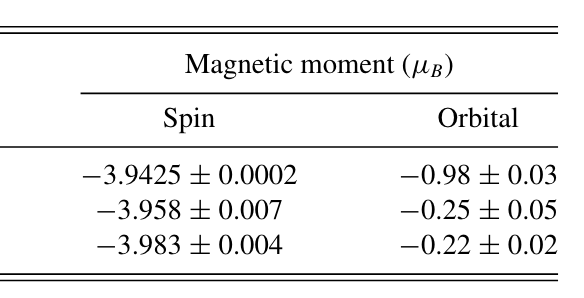 Magnetic moment (μB)
Spin Orbital
−3.9425 ± 0.0002 −0.98 ± 0.03
−3.958 ± 0.007 −0.25 ± 0.05
−3.983 ± 0.004 −0.22 ± 0.02